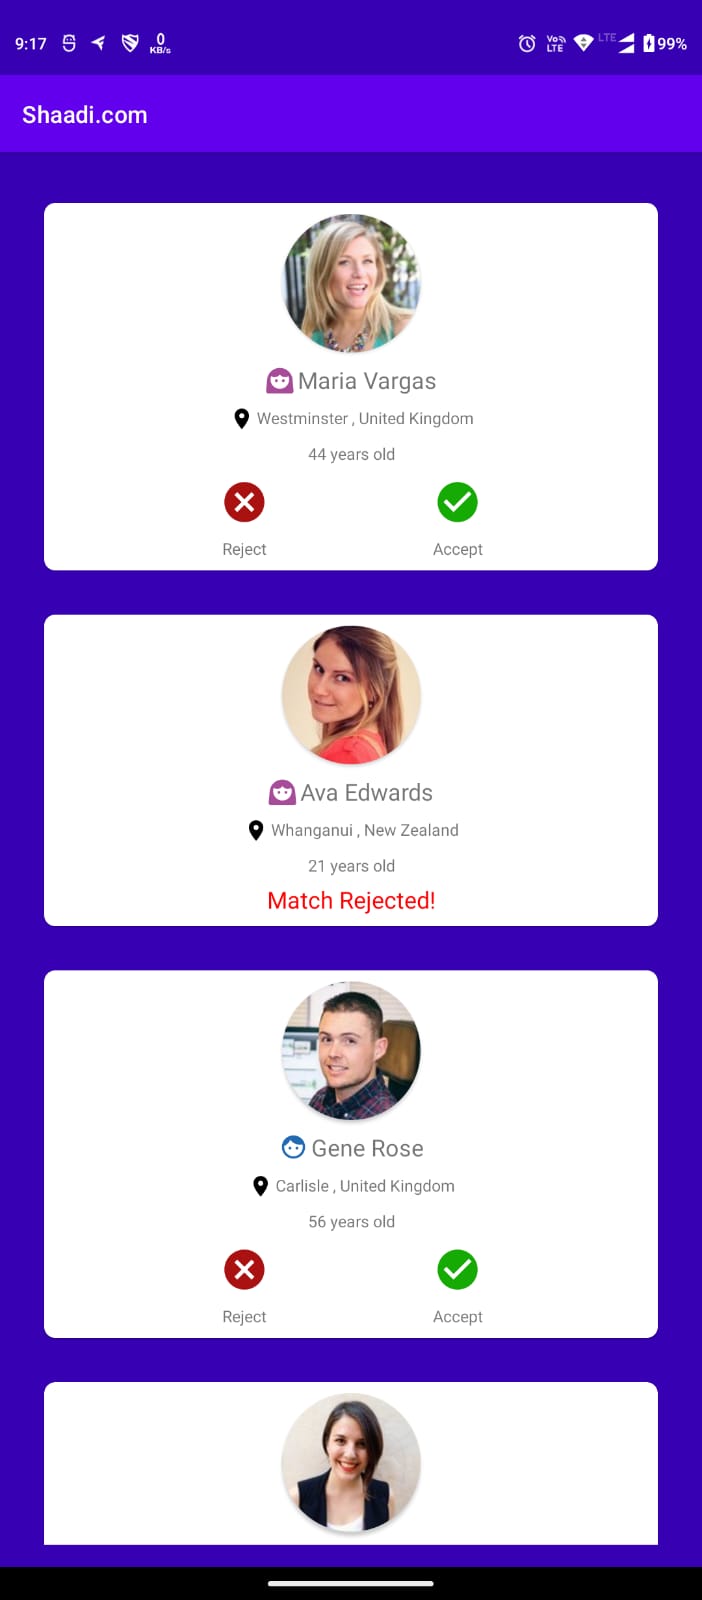 9:17 0 KB/s Vo LTE LTE 99%
Shaadi.com
Maria Vargas
Westminster , United Kingdom
44 years old
Reject Accept
Ava Edwards
Whanganui , New Zealand
21 years old
Match Rejected!
Gene Rose
Carlisle , United Kingdom
56 years old
Reject Accept